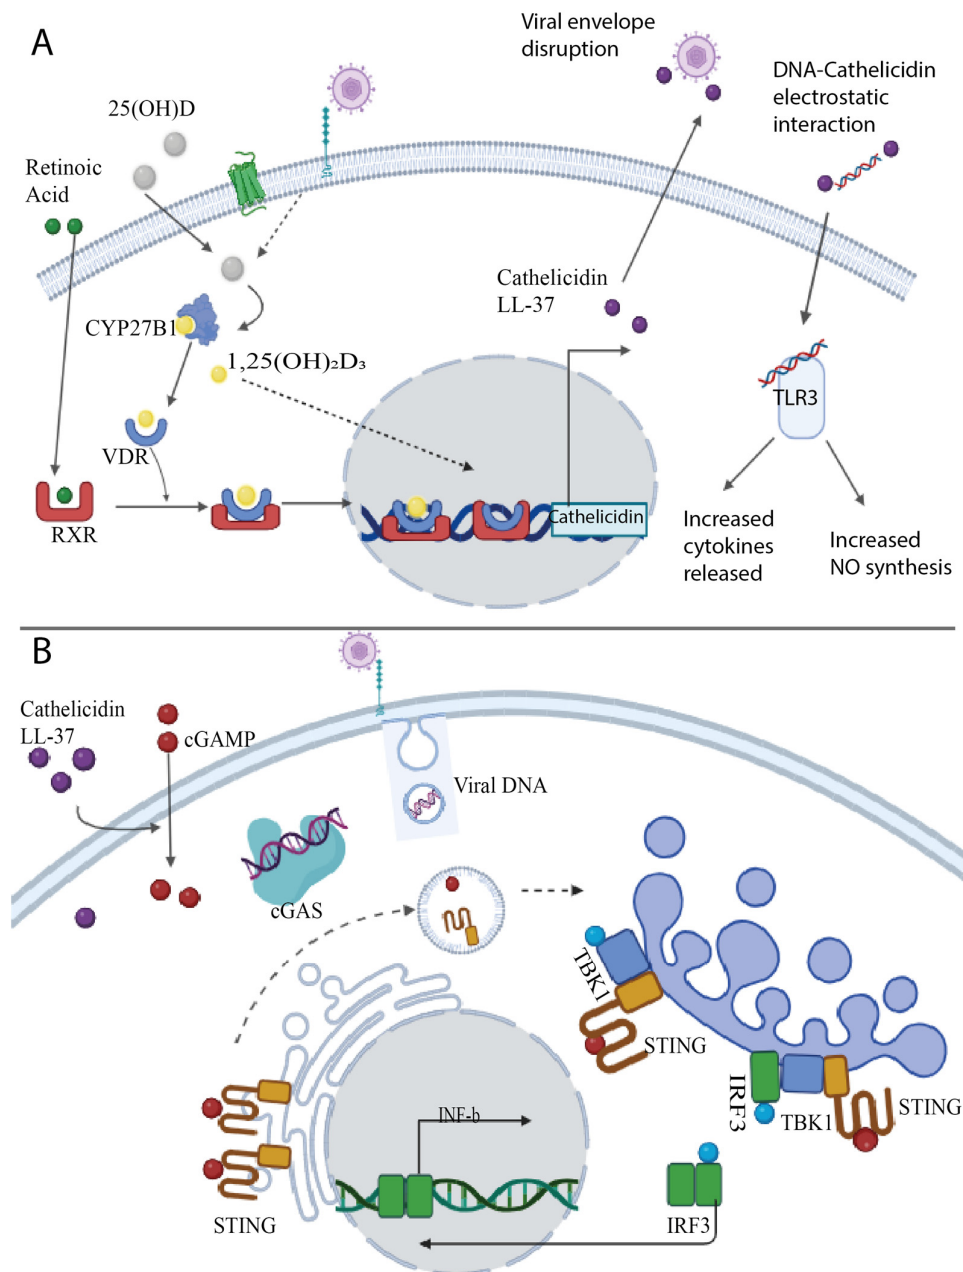 A
Viral envelope
disruption
DNA-Cathelicidin
electrostatic
interaction
25(OH)D
Retinoic
Acid
Cathelicidin
LL-37
CYP27B1
1,25(OH)₂D₃
TLR3
VDR
RXR
Cathelicidin
Increased
cytokines
released
Increased
NO synthesis
B
Cathelicidin
LL-37
cGAMP
Viral DNA
cGAS
TBK1
STING
IRF3
TBK1
STING
INF-b
STING
IRF3